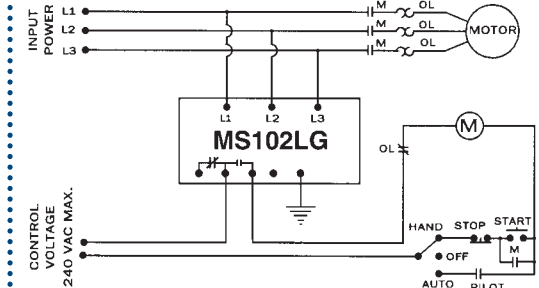 INPUT
POWER
L1
L2
L3
M
OL
M
OL
M
OL
MOTOR
L1
L2
L3
MS102LG
M
OL
CONTROL
VOLTAGE
240 VAC MAX.
HAND
STOP
START
M
OFF
AUTO
PILOT